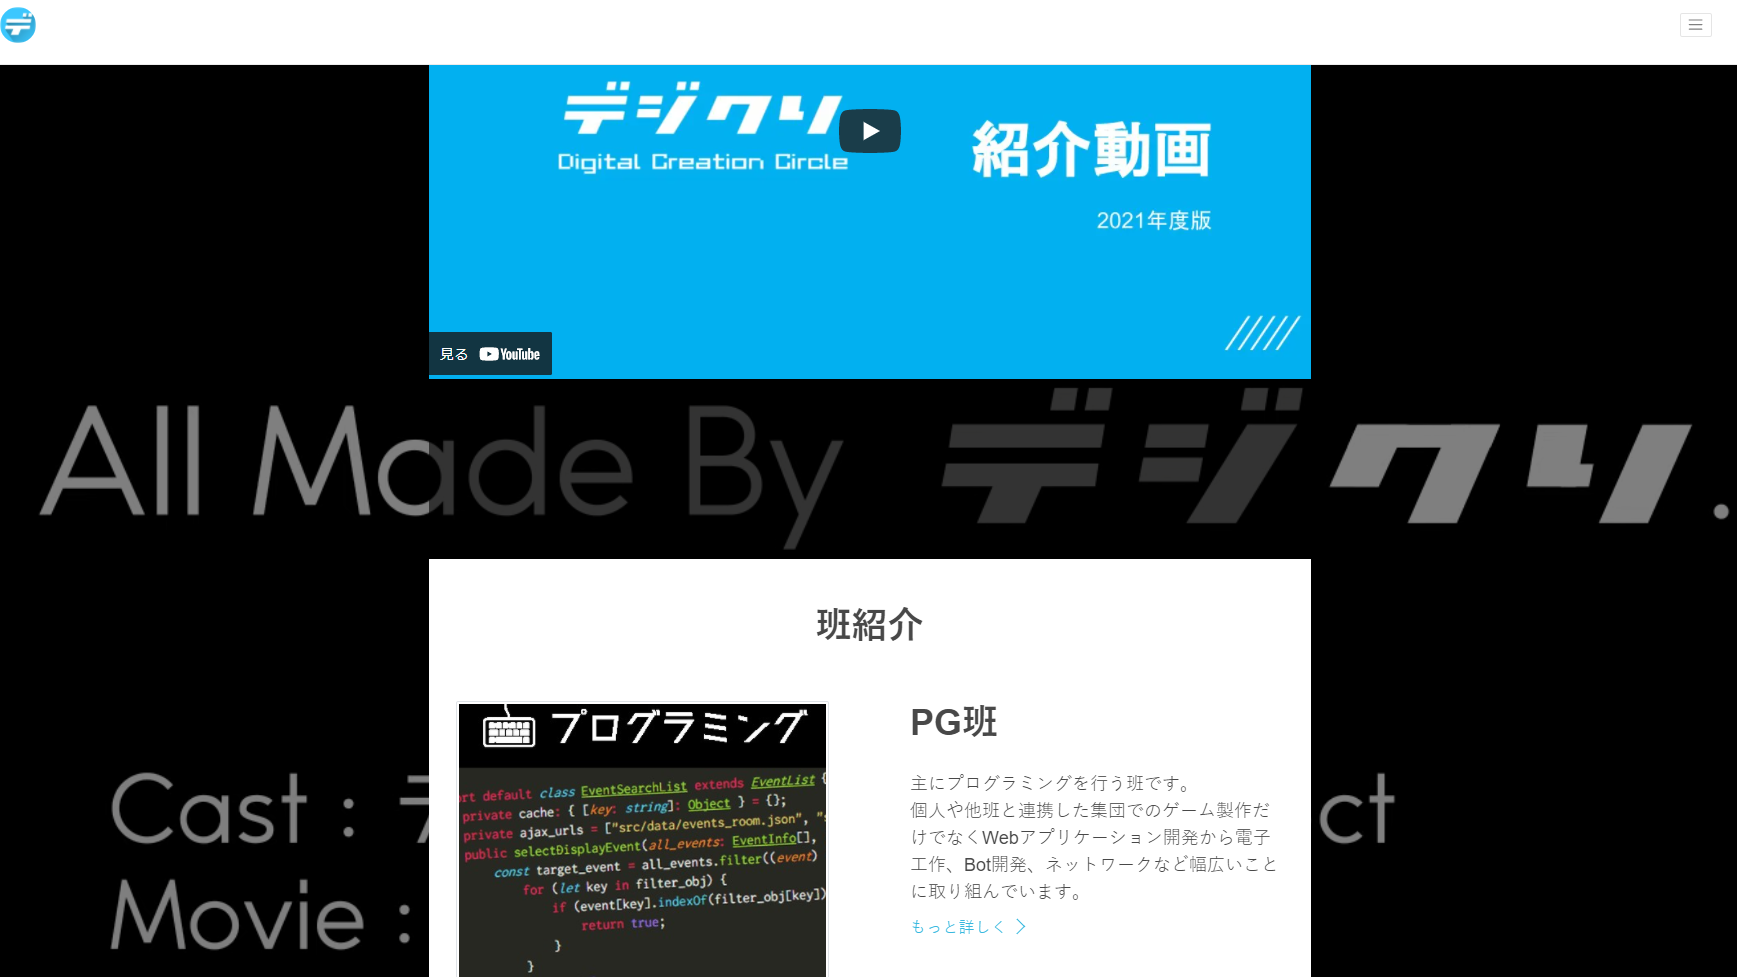 デ
デジクリ
Digital Creation Circle
紹介動画
2021年度版
見る YouTube
All Made By デジクリ.
班紹介
プログラミング
rt default class EventSearchList extends EventList {
private cache: { [key: string]: Object } = {};
private ajax_urls = ["src/data/events_room.json", "s
public selectDisplayEvent(all_events: EventInfo[],
const target_event = all_events.filter((event)
for (let key in filter_obj) {
if (event[key].indexOf(filter_obj[key])
return true;
}
}
PG班
主にプログラミングを行う班です。
個人や他班と連携した集団でのゲーム製作だ
けでなくWebアプリケーション開発から電子
工作、Bot開発、ネットワークなど幅広いこと
に取り組んでいます。
もっと詳しく
Cast : デ
ct
Movie :